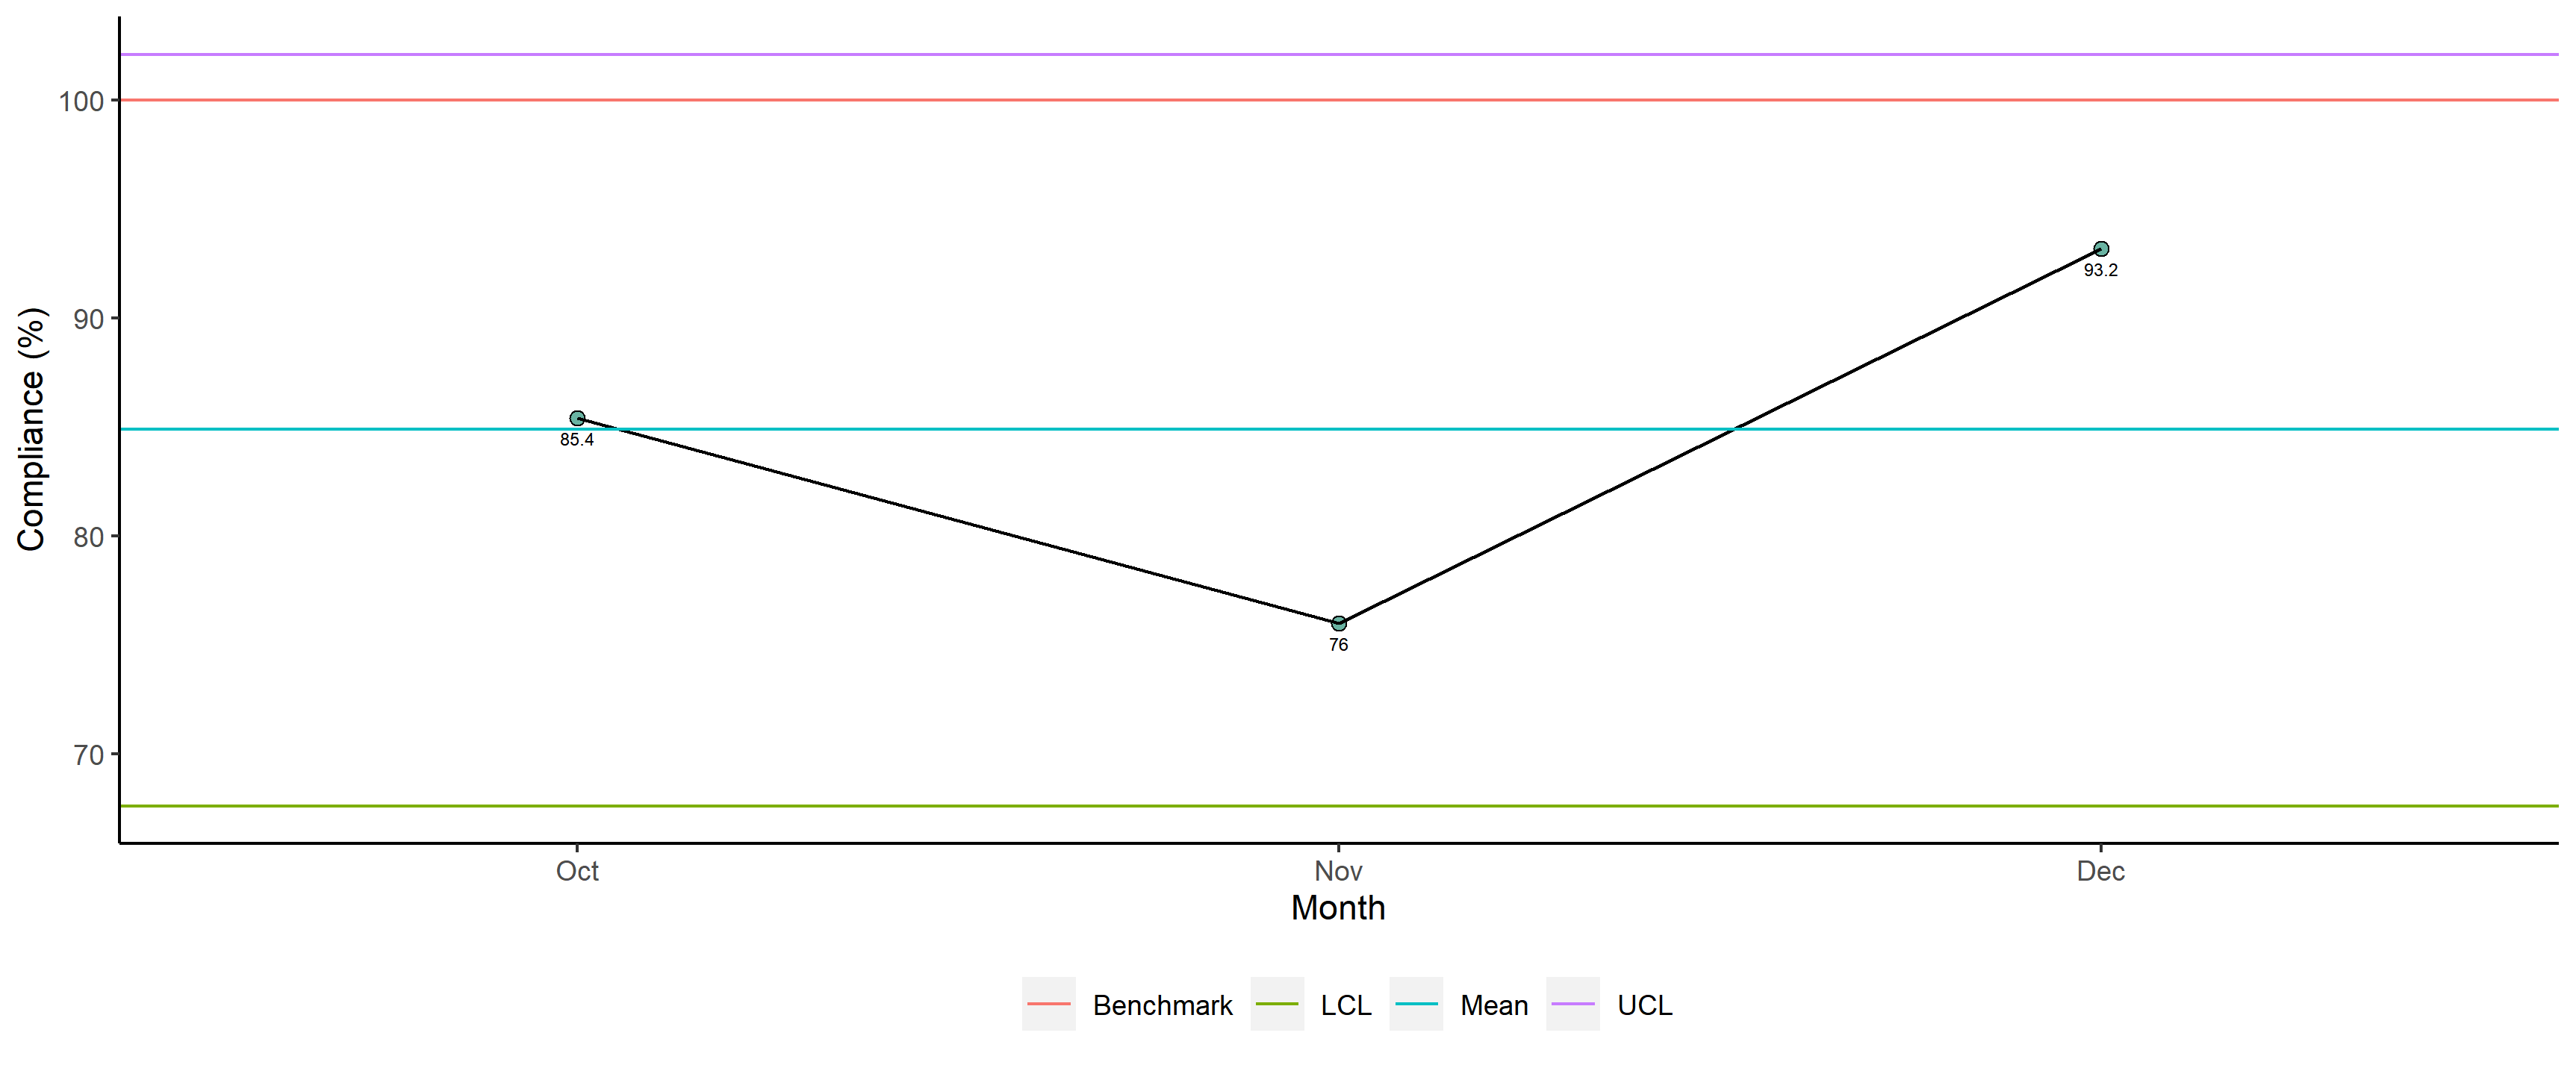 Compliance (%)
100
90
80
70
85.4
76
93.2
Oct Nov Dec
Month
Benchmark LCL Mean UCL